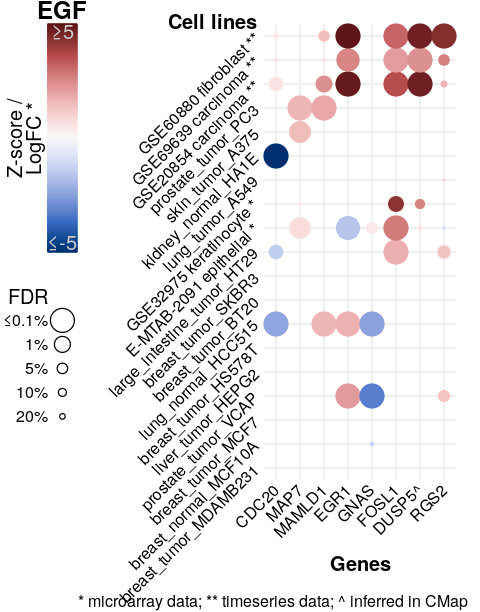 EGF
≥5
Z-score /
LogFC *
≤-5
FDR
≤0.1%
1%
5%
10%
20%
Cell lines
GSE60880 fibroblast **
GSE69639 carcinoma **
GSE20854 carcinoma **
prostate_tumor_PC3
skin_tumor_A375
kidney_normal_HA1E
lung_tumor_A549
GSE32975 keratinocyte *
E-MTAB-2091 epithelial *
large_intestine_tumor_HT29
breast_tumor_SKBR3
breast_tumor_BT20
lung_normal_HCC515
breast_tumor_HS578T
liver_tumor_HEPG2
prostate_tumor_VCAP
breast_tumor_MCF7
breast_normal_MCF10A
breast_tumor_MDAMB231
CDC20
MAP7
MAMLD1
EGR1
GNAS
FOSL1
DUSP5^
RGS2
Genes
* microarray data; ** timeseries data; ^ inferred in CMap